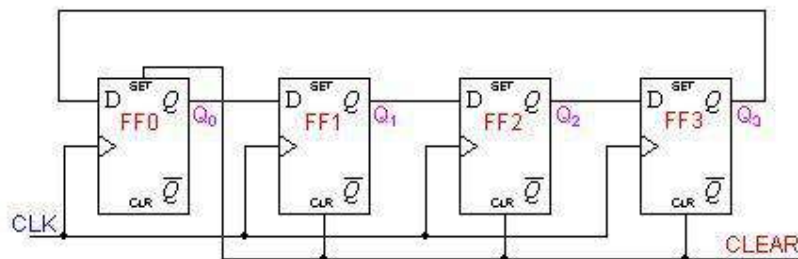 SET SET SET SET
D Q D Q D Q D Q
FF0 Q0 FF1 Q1 FF2 Q2 FF3 Q3
Q̅ Q̅ Q̅ Q̅
CLR CLR CLR CLR
CLK
CLEAR